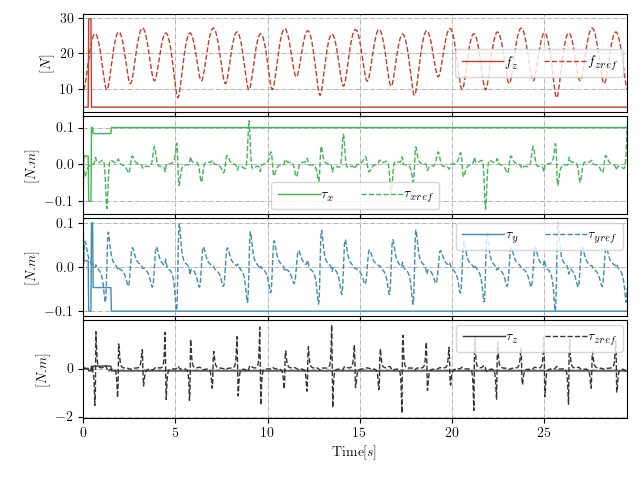 [N]
30
20
10
f_z
f_{zref}
[N.m]
0.1
0.0
−0.1
τ_x
τ_{xref}
[N.m]
0.1
0.0
−0.1
τ_y
τ_{yref}
[N.m]
0
−2
τ_z
τ_{zref}
0 5 10 15 20 25
Time[s]